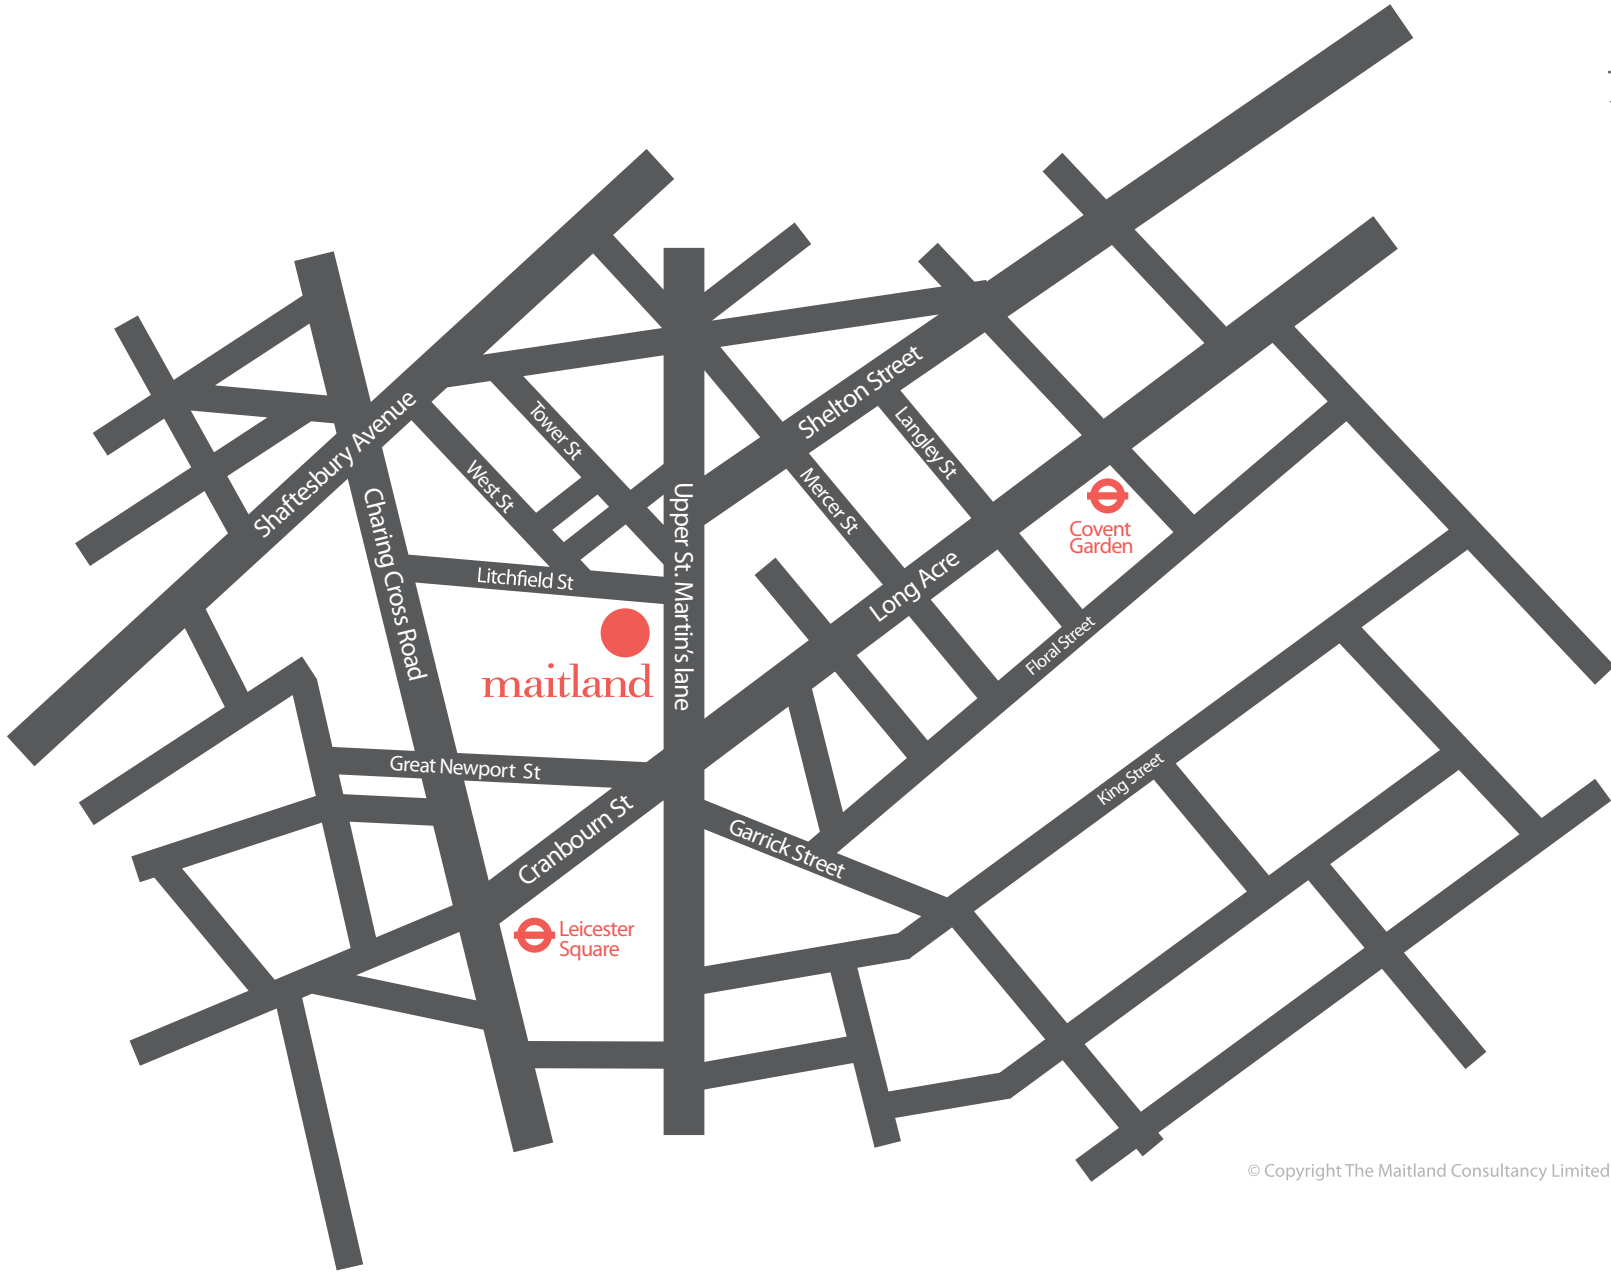 Shaftesbury Avenue
Charing Cross Road
Tower St
West St
Litchfield St
maitland
Upper St. Martin's lane
Shelton Street
Langley St
Mercer St
Covent
Garden
Long Acre
Floral Street
Great Newport St
Cranbourn St
Garrick Street
King Street
Leicester
Square
© Copyright The Maitland Consultancy Limited